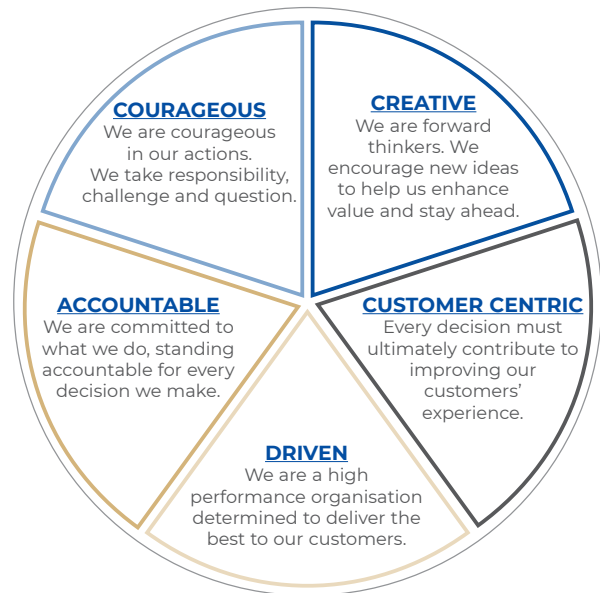 COURAGEOUS
We are courageous
in our actions.
We take responsibility,
challenge and question.
CREATIVE
We are forward
thinkers. We
encourage new ideas
to help us enhance
value and stay ahead.
ACCOUNTABLE
We are committed to
what we do, standing
accountable for every
decision we make.
CUSTOMER CENTRIC
Every decision must
ultimately contribute to
improving our
customers’
experience.
DRIVEN
We are a high
performance organisation
determined to deliver the
best to our customers.